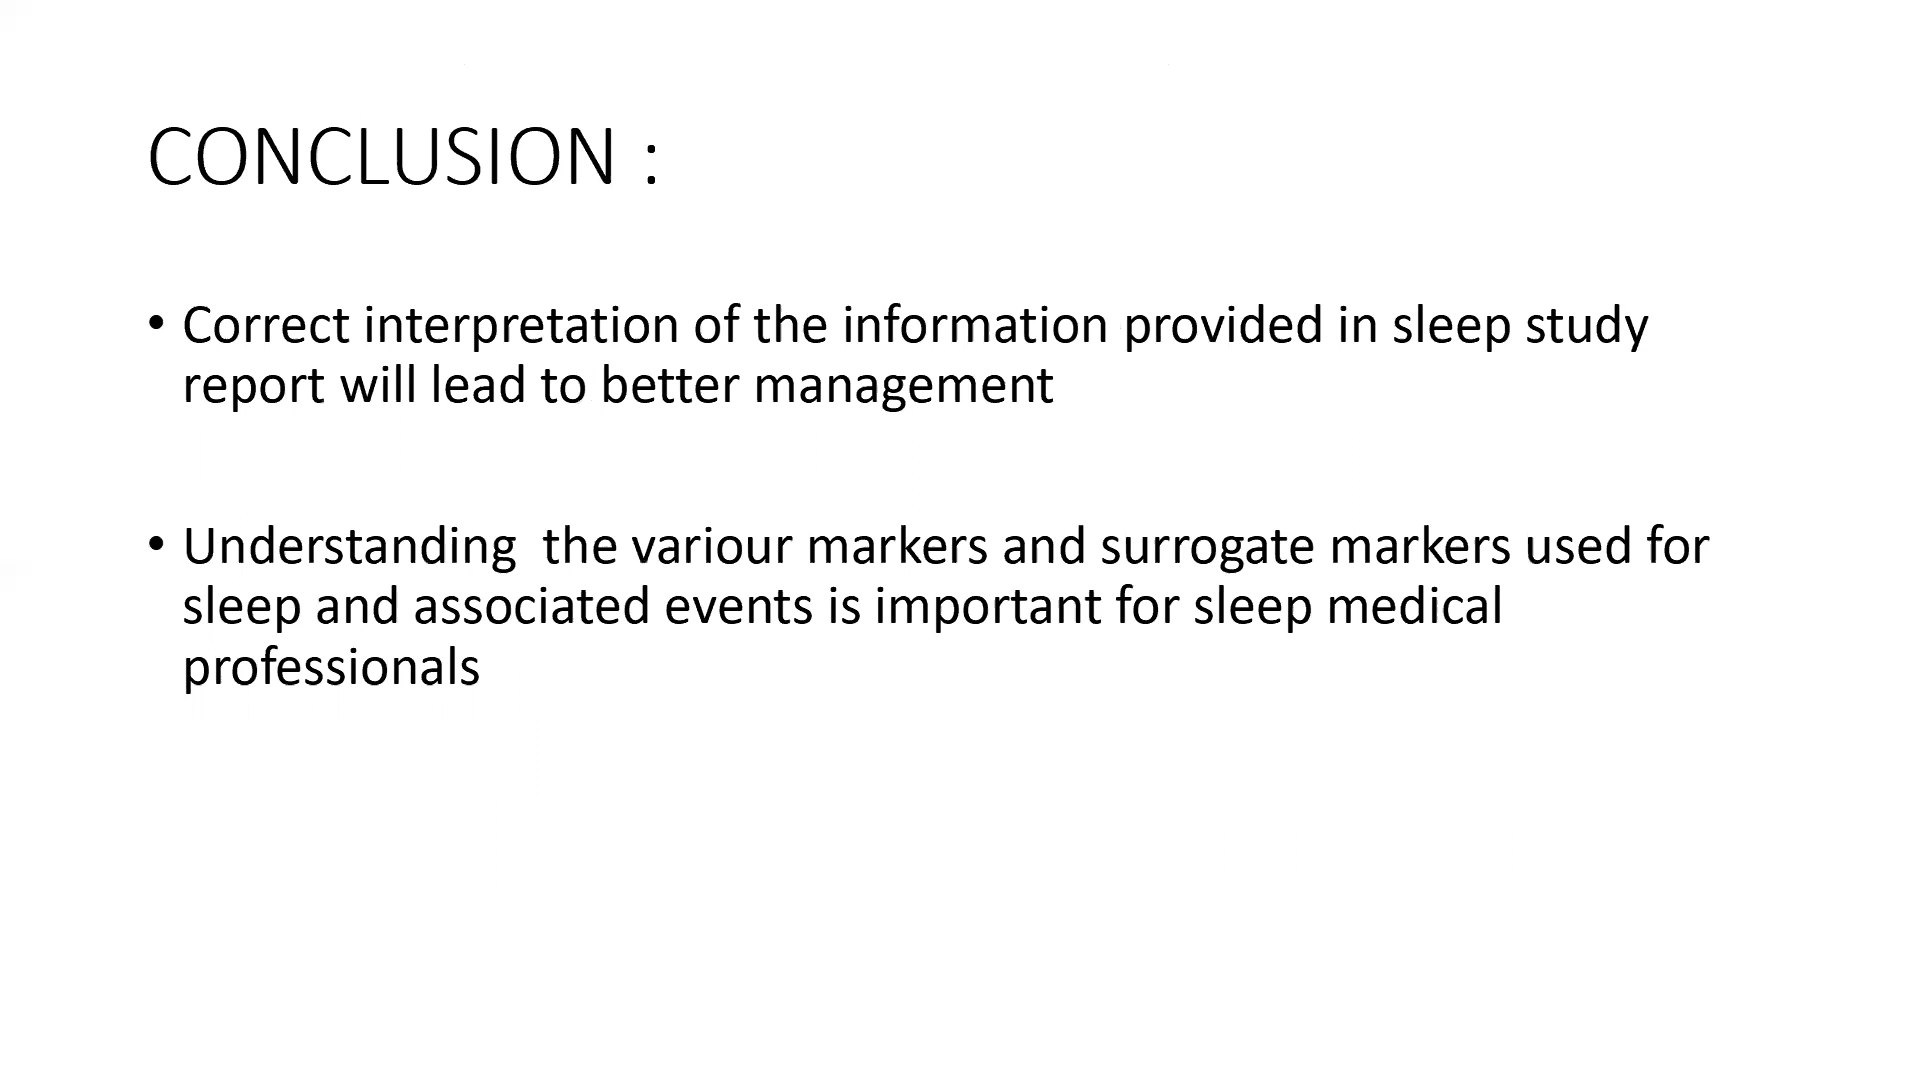 CONCLUSION :
• Correct interpretation of the information provided in sleep study
report will lead to better management
• Understanding  the variour markers and surrogate markers used for
sleep and associated events is important for sleep medical
professionals